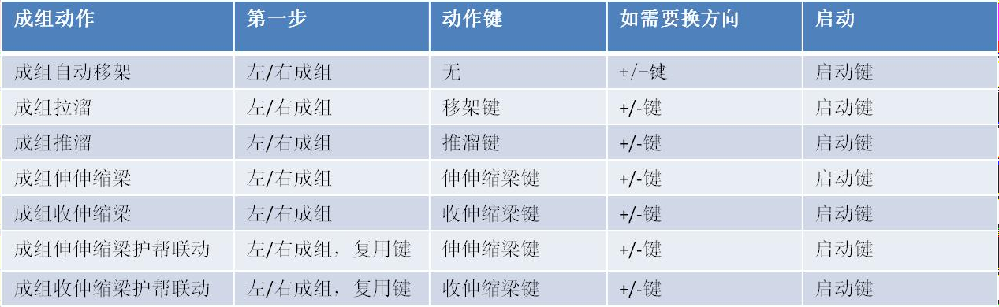 成组动作 第一步 动作键 如需要换方向 启动
成组自动移架 左/右成组 无 +/-键 启动键
成组拉溜 左/右成组 移架键 +/-键 启动键
成组推溜 左/右成组 推溜键 +/-键 启动键
成组伸伸缩梁 左/右成组 伸伸缩梁键 +/-键 启动键
成组收伸缩梁 左/右成组 收伸缩梁键 +/-键 启动键
成组伸伸缩梁护帮联动 左/右成组，复用键 伸伸缩梁键 +/-键 启动键
成组收伸缩梁护帮联动 左/右成组，复用键 收伸缩梁键 +/-键 启动键